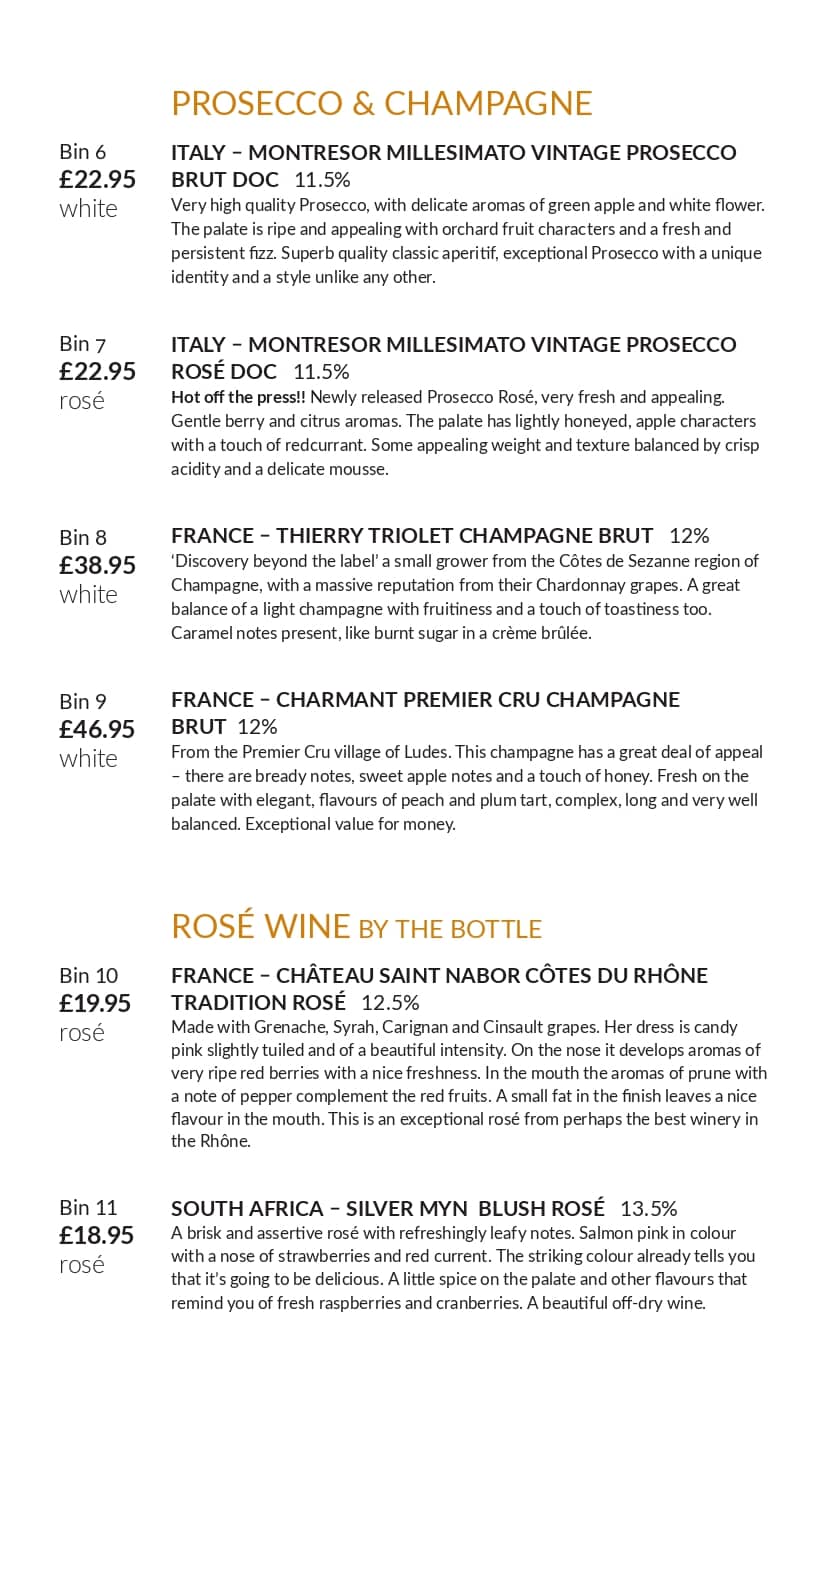 PROSECCO & CHAMPAGNE
Bin 6
£22.95
white
ITALY – MONTRESOR MILLESIMATO VINTAGE PROSECCO
BRUT DOC 11.5%
Very high quality Prosecco, with delicate aromas of green apple and white flower.
The palate is ripe and appealing with orchard fruit characters and a fresh and
persistent fizz. Superb quality classic aperitif, exceptional Prosecco with a unique
identity and a style unlike any other.
Bin 7
£22.95
rosé
ITALY – MONTRESOR MILLESIMATO VINTAGE PROSECCO
ROSÉ DOC 11.5%
Hot off the press!! Newly released Prosecco Rosé, very fresh and appealing.
Gentle berry and citrus aromas. The palate has lightly honeyed, apple characters
with a touch of redcurrant. Some appealing weight and texture balanced by crisp
acidity and a delicate mousse.
Bin 8
£38.95
white
FRANCE – THIERRY TRIOLET CHAMPAGNE BRUT 12%
‘Discovery beyond the label’ a small grower from the Côtes de Sezanne region of
Champagne, with a massive reputation from their Chardonnay grapes. A great
balance of a light champagne with fruitiness and a touch of toastiness too.
Caramel notes present, like burnt sugar in a crème brûlée.
Bin 9
£46.95
white
FRANCE – CHARMANT PREMIER CRU CHAMPAGNE
BRUT 12%
From the Premier Cru village of Ludes. This champagne has a great deal of appeal
– there are bready notes, sweet apple notes and a touch of honey. Fresh on the
palate with elegant, flavours of peach and plum tart, complex, long and very well
balanced. Exceptional value for money.
ROSÉ WINE BY THE BOTTLE
Bin 10
£19.95
rosé
FRANCE – CHÂTEAU SAINT NABOR CÔTES DU RHÔNE
TRADITION ROSÉ 12.5%
Made with Grenache, Syrah, Carignan and Cinsault grapes. Her dress is candy
pink slightly tuiled and of a beautiful intensity. On the nose it develops aromas of
very ripe red berries with a nice freshness. In the mouth the aromas of prune with
a note of pepper complement the red fruits. A small fat in the finish leaves a nice
flavour in the mouth. This is an exceptional rosé from perhaps the best winery in
the Rhône.
Bin 11
£18.95
rosé
SOUTH AFRICA – SILVER MYN BLUSH ROSÉ 13.5%
A brisk and assertive rosé with refreshingly leafy notes. Salmon pink in colour
with a nose of strawberries and red current. The striking colour already tells you
that it's going to be delicious. A little spice on the palate and other flavours that
remind you of fresh raspberries and cranberries. A beautiful off-dry wine.